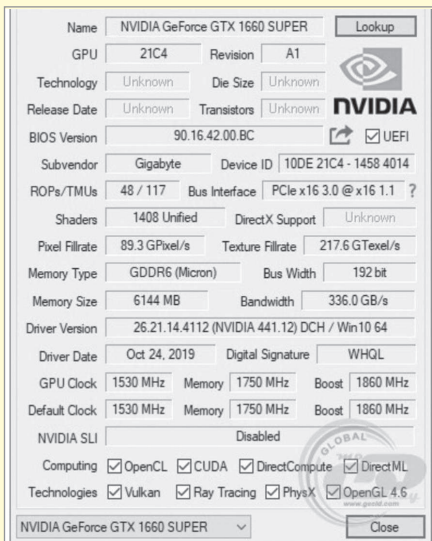 Name NVIDIA GeForce GTX 1660 SUPER Lookup
GPU 21C4 Revision A1
Technology Unknown Die Size Unknown
Release Date Unknown Transistors Unknown NVIDIA
BIOS Version 90.16.42.00.BC UEFI
Subvendor Gigabyte Device ID 10DE 21C4 - 1458 4014
ROPs/TMUs 48 / 117 Bus Interface PCIe x16 3.0 @ x16 1.1 ?
Shaders 1408 Unified DirectX Support Unknown
Pixel Fillrate 89.3 GPixel/s Texture Fillrate 217.6 GTexel/s
Memory Type GDDR6 (Micron) Bus Width 192 bit
Memory Size 6144 MB Bandwidth 336.0 GB/s
Driver Version 26.21.14.4112 (NVIDIA 441.12) DCH / Win10 64
Driver Date Oct 24, 2019 Digital Signature WHQL
GPU Clock 1530 MHz Memory 1750 MHz Boost 1860 MHz
Default Clock 1530 MHz Memory 1750 MHz Boost 1860 MHz
NVIDIA SLI Disabled
Computing OpenCL CUDA DirectCompute DirectML
Technologies Vulkan Ray Tracing PhysX OpenGL 4.6
GLOBAL
www.gootd.com
NVIDIA GeForce GTX 1660 SUPER Close